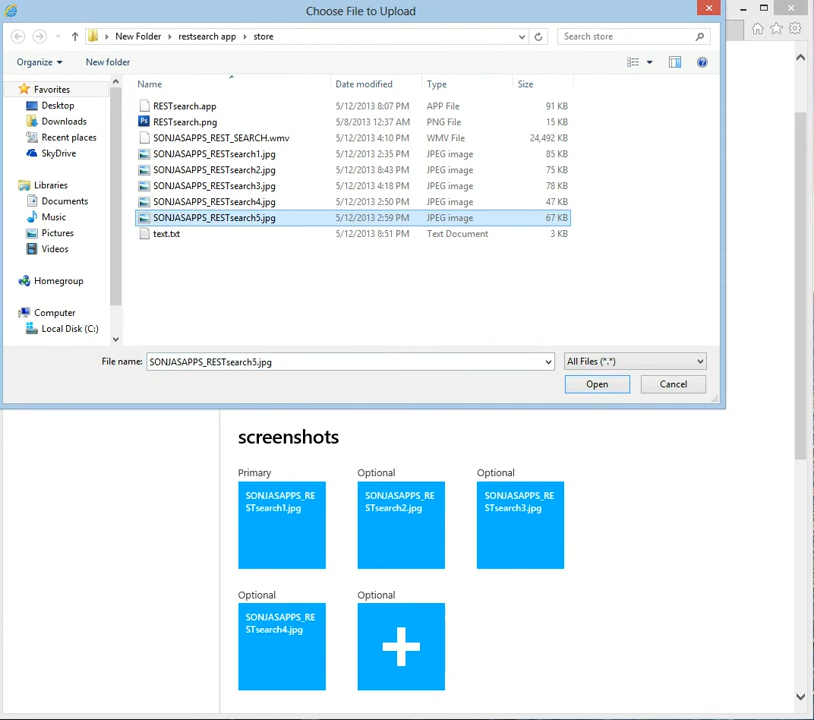 Choose File to Upload
New Folder
restsearch app
store
Search store
Organize
New folder
Name
Date modified
Type
Size
Favorites
Desktop
Downloads
Recent places
SkyDrive
Libraries
Documents
Music
Pictures
Videos
Homegroup
Computer
Local Disk (C:)
RESTsearch.app 5/12/2013 8:07 PM APP File 91 KB
RESTsearch.png 5/8/2013 12:37 AM PNG File 15 KB
SONJASAPPS_REST_SEARCH.wmv 5/12/2013 4:10 PM WMV File 24,492 KB
SONJASAPPS_RESTsearch1.jpg 5/12/2013 2:35 PM JPEG image 85 KB
SONJASAPPS_RESTsearch2.jpg 5/12/2013 8:43 PM JPEG image 75 KB
SONJASAPPS_RESTsearch3.jpg 5/12/2013 4:18 PM JPEG image 78 KB
SONJASAPPS_RESTsearch4.jpg 5/12/2013 2:50 PM JPEG image 47 KB
SONJASAPPS_RESTsearch5.jpg 5/12/2013 2:59 PM JPEG image 67 KB
text.txt 5/12/2013 8:51 PM Text Document 3 KB
File name: SONJASAPPS_RESTsearch5.jpg
All Files (*.*)
Open
Cancel
screenshots
Primary
Optional
Optional
SONJASAPPS_RE
STsearch1.jpg
SONJASAPPS_RE
STsearch2.jpg
SONJASAPPS_RE
STsearch3.jpg
Optional
Optional
SONJASAPPS_RE
STsearch4.jpg